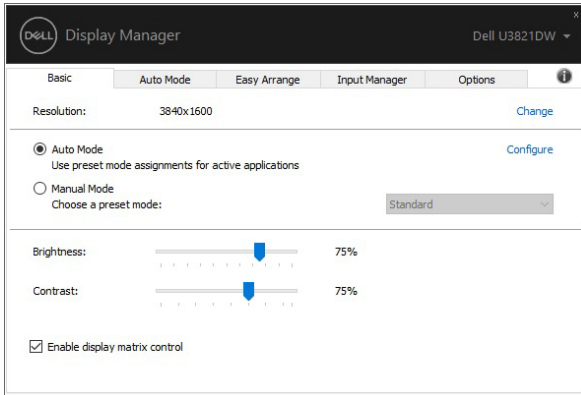 DELL Display Manager
Dell U3821DW
Basic Auto Mode Easy Arrange Input Manager Options
Resolution: 3840x1600 Change
Auto Mode Configure
Use preset mode assignments for active applications
Manual Mode
Choose a preset mode: Standard
Brightness: 75%
Contrast: 75%
Enable display matrix control